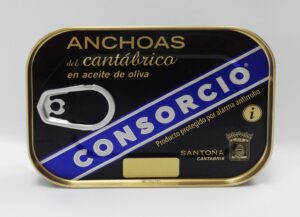 ANCHOAS
del cantábrico
en aceite de oliva
CONSORCIO®
Producto protegido por alarma antirrobo
i
SANTOÑA
CANTABRIA